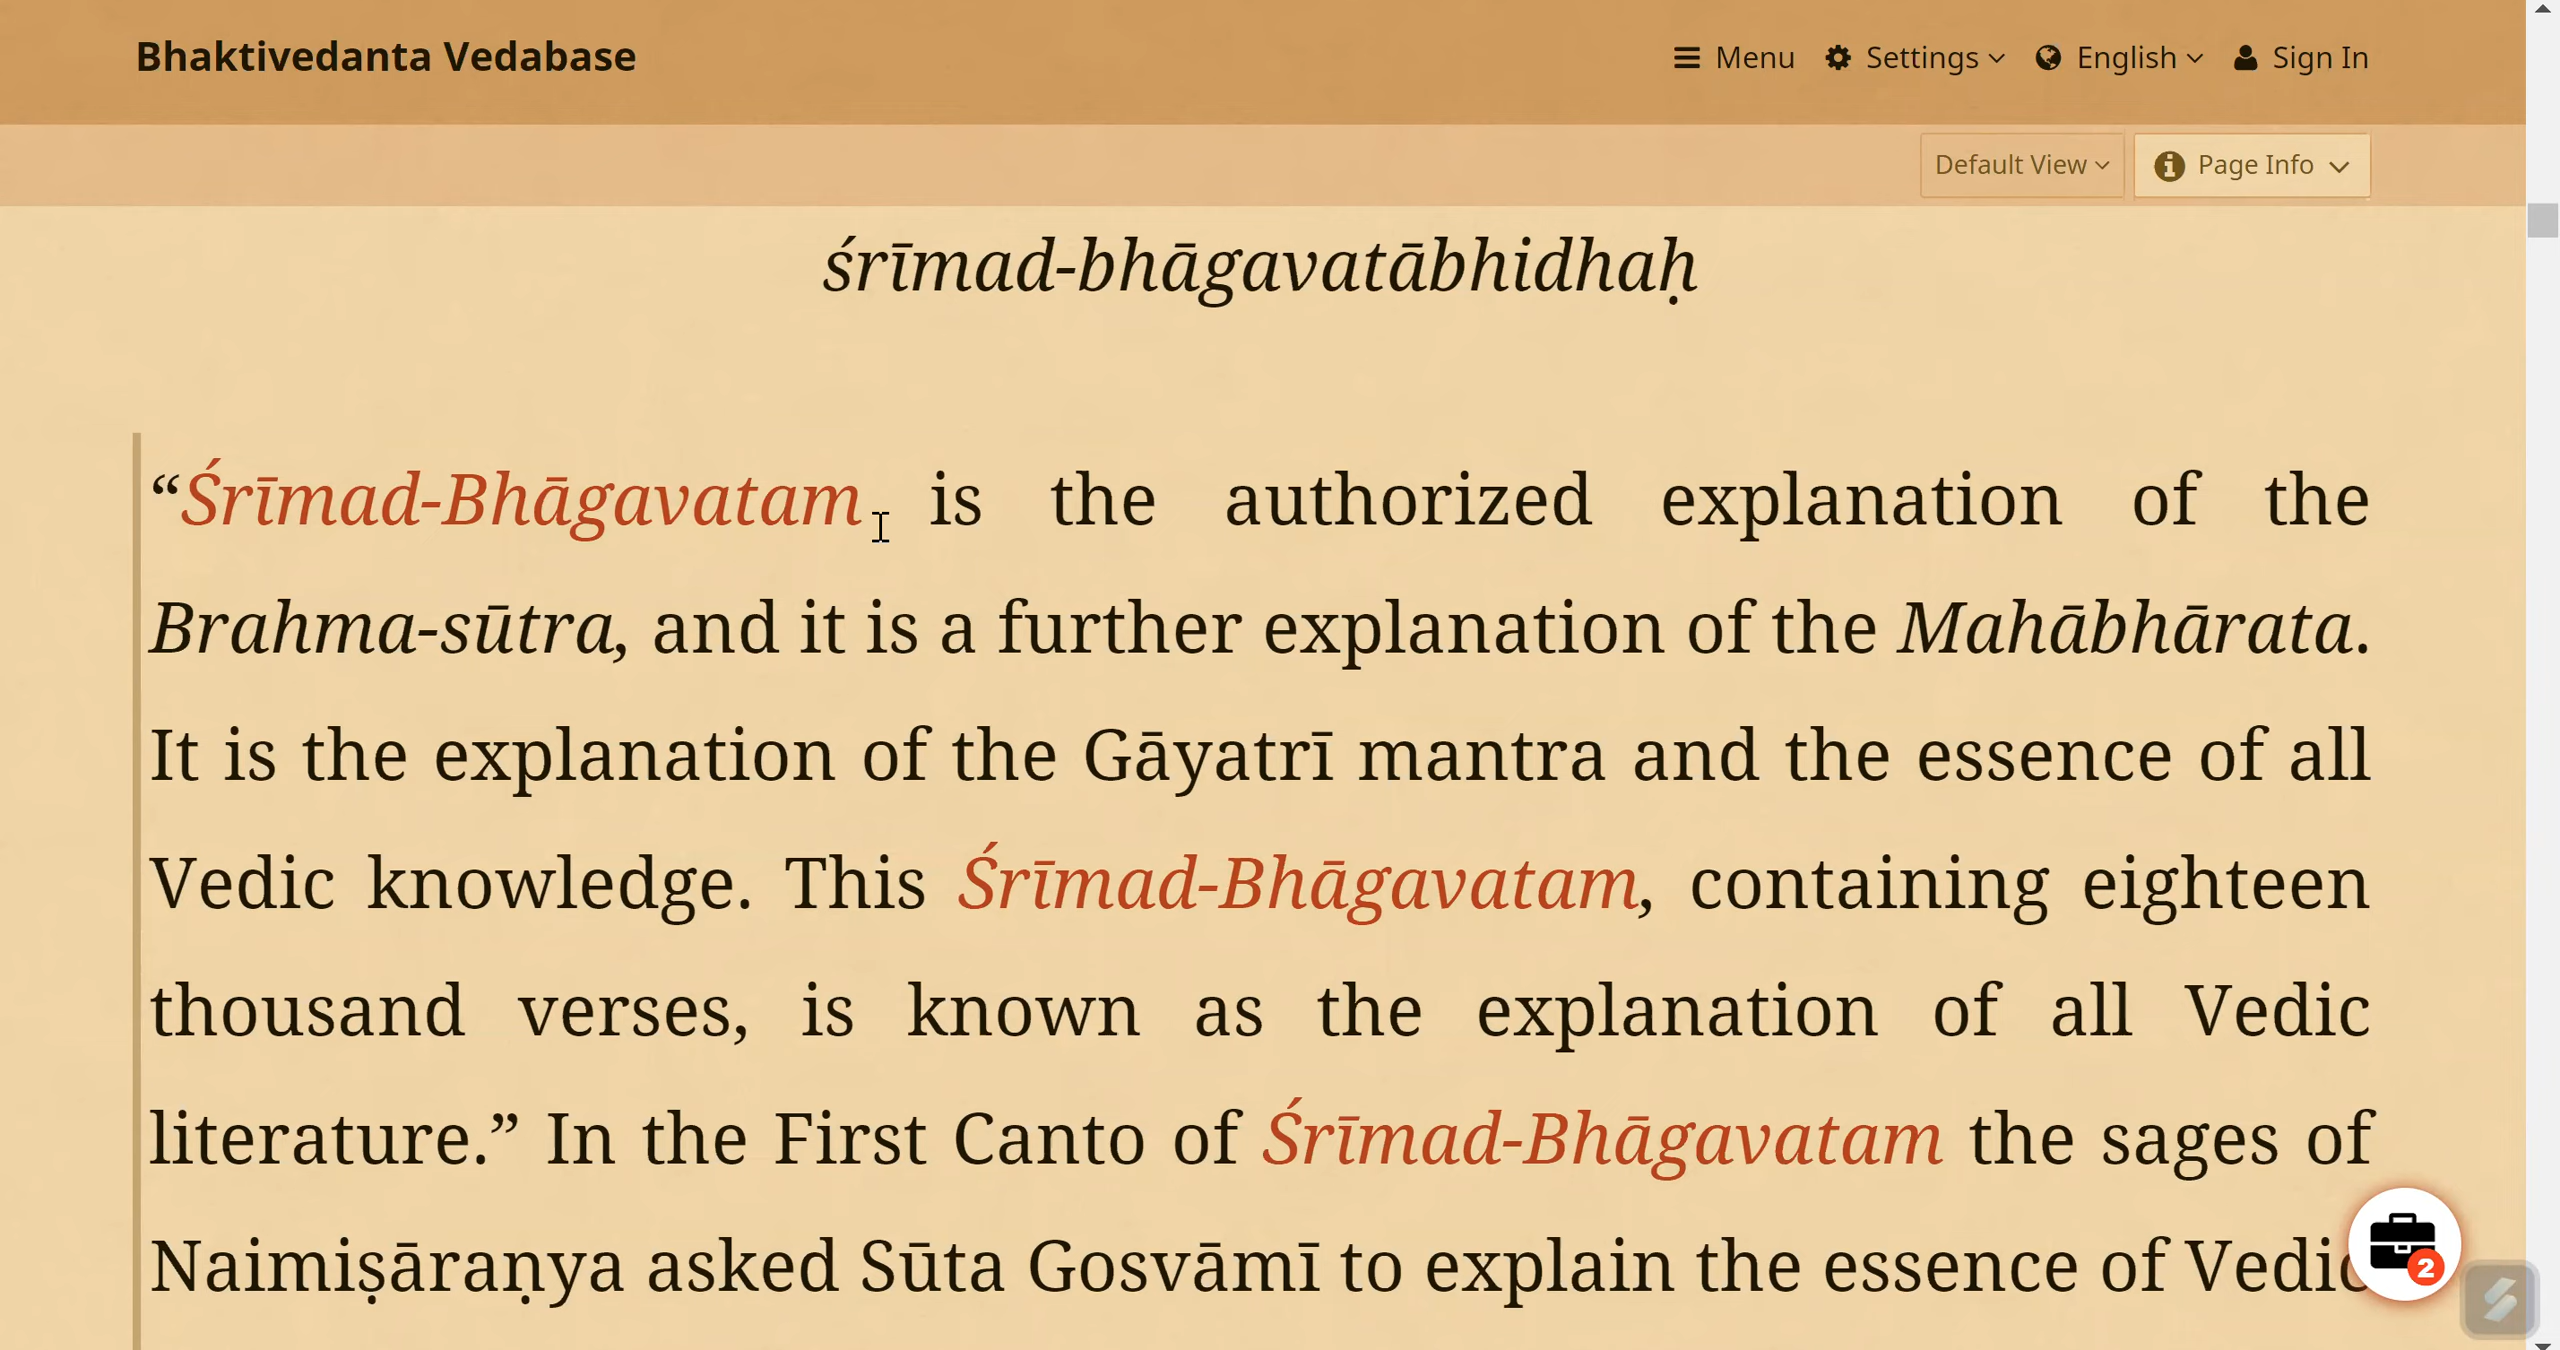 Bhaktivedanta Vedabase
Menu Settings English Sign In
Default View Page Info
śrīmad-bhāgavatābhidhaḥ
“Śrīmad-Bhāgavatam is the authorized explanation of the
Brahma-sūtra, and it is a further explanation of the Mahābhārata.
It is the explanation of the Gāyatrī mantra and the essence of all
Vedic knowledge. This Śrīmad-Bhāgavatam, containing eighteen
thousand verses, is known as the explanation of all Vedic
literature.” In the First Canto of Śrīmad-Bhāgavatam the sages of
Naimiṣāraṇya asked Sūta Gosvāmī to explain the essence of Vedic
2